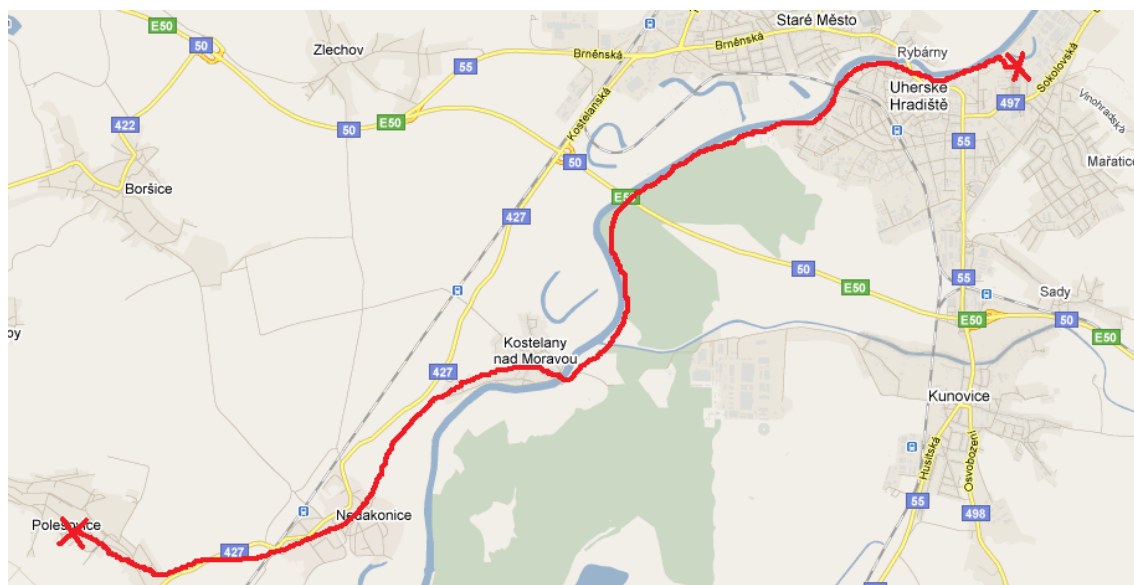 E50
Staré Město
50
Zlechov
Brněnská
Brněnská
Rybárny
55
Sokolovská
Uherské
Hradiště
497
Vinohradská
422
50
E50
Kostelanská
55
Mařatice
50
Boršice
E50
427
50
E50
55
Sady
oy
E50
50
E50
Kostelany
nad Moravou
427
Kunovice
Husitská
Osvobození
55
498
Nedakonice
Polešovice
427